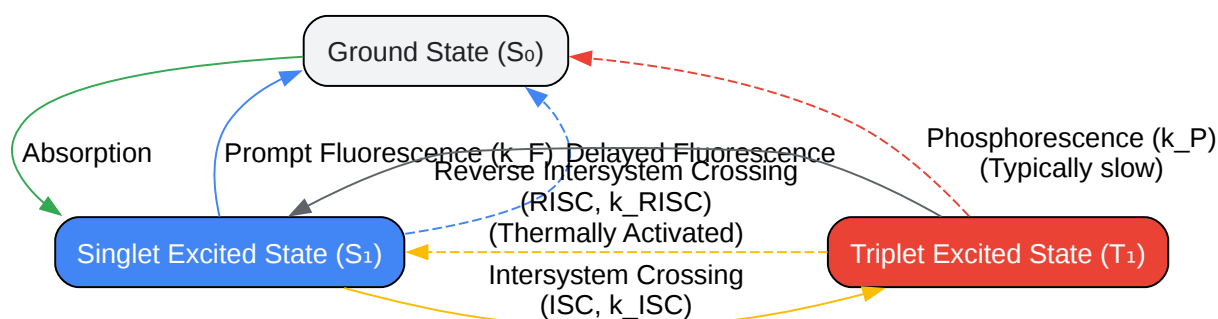 Ground State (S₀)
Absorption
Prompt Fluorescence (k_F)
Delayed Fluorescence
Phosphorescence (k_P)
(Typically slow)
Reverse Intersystem Crossing
(RISC, k_RISC)
(Thermally Activated)
Singlet Excited State (S₁)
Triplet Excited State (T₁)
Intersystem Crossing
(ISC, k_ISC)